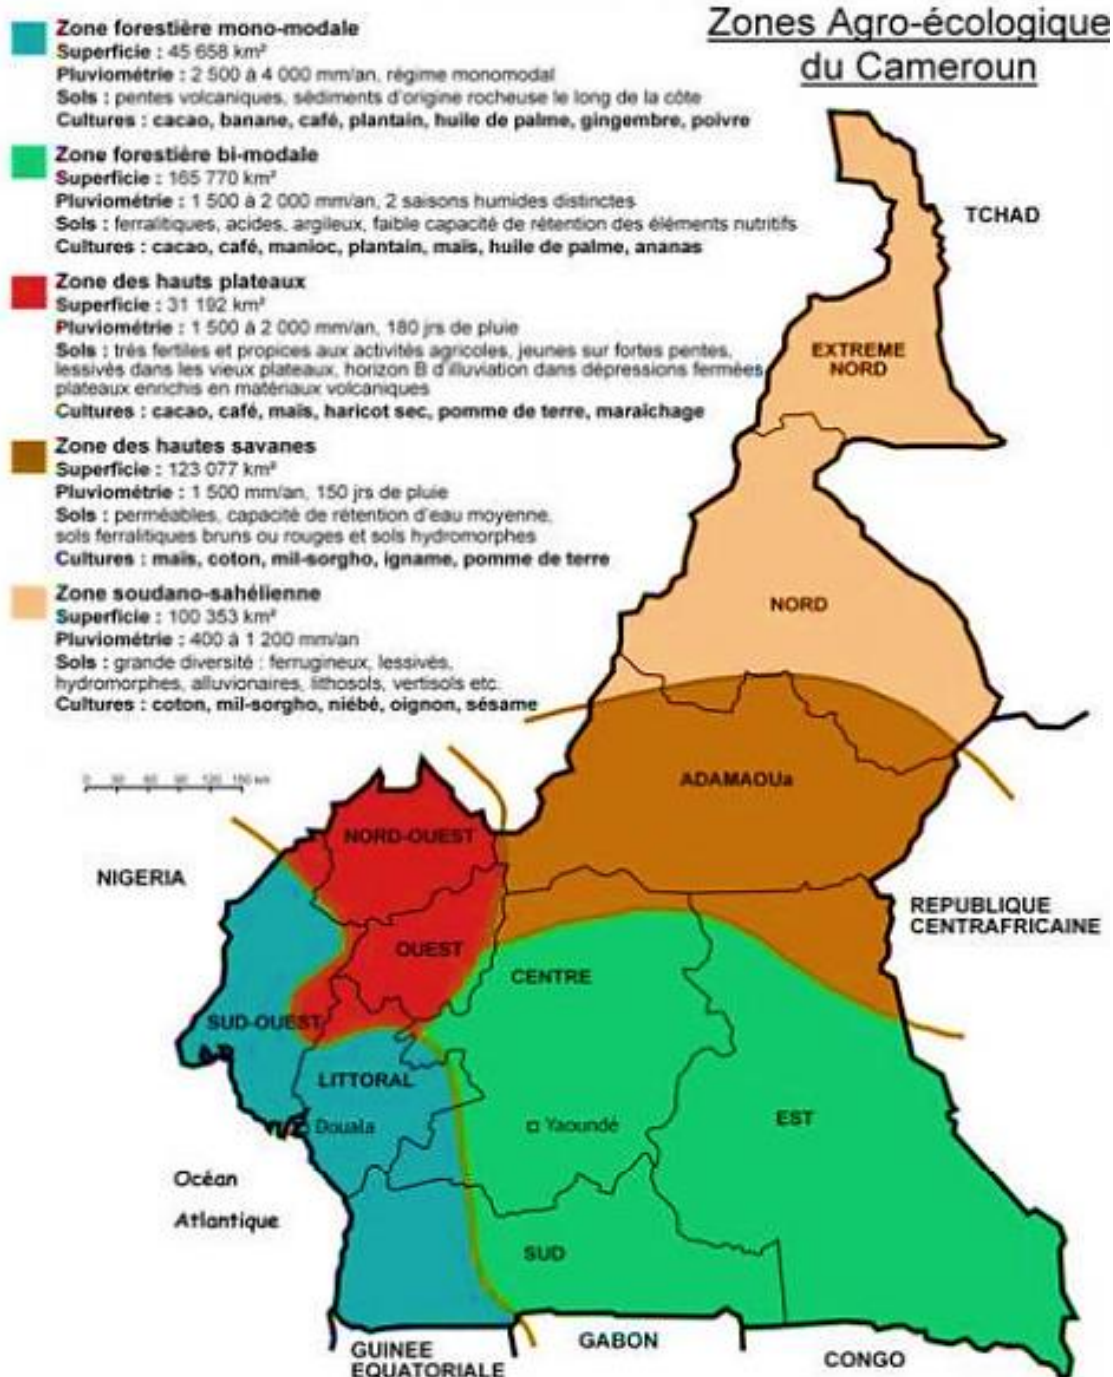 Zones Agro-écologique
du Cameroun
Zone forestière mono-modale
Superficie : 45 658 km²
Pluviométrie : 2 500 à 4 000 mm/an, régime monomodal
Sols : pentes volcaniques, sédiments d'origine rocheuse le long de la côte
Cultures : cacao, banane, café, plantain, huile de palme, gingembre, poivre
Zone forestière bi-modale
Superficie : 165 770 km²
Pluviométrie : 1 500 à 2 000 mm/an, 2 saisons humides distinctes
Sols : ferralitiques, acides, argileux, faible capacité de rétention des éléments nutritifs
Cultures : cacao, café, manioc, plantain, maïs, huile de palme, ananas
Zone des hauts plateaux
Superficie : 31 192 km²
Pluviométrie : 1 500 à 2 000 mm/an, 180 jrs de pluie
Sols : très fertiles et propices aux activités agricoles, jeunes sur fortes pentes,
lessivés dans les vieux plateaux, horizon B d'illuviation dans dépressions fermées,
plateaux enrichis en matériaux volcaniques
Cultures : cacao, café, maïs, haricot sec, pomme de terre, maraîchage
Zone des hautes savanes
Superficie : 123 077 km²
Pluviométrie : 1 500 mm/an, 150 jrs de pluie
Sols : perméables, capacité de rétention d'eau moyenne,
sols ferralitiques bruns ou rouges et sols hydromorphes
Cultures : maïs, coton, mil-sorgho, igname, pomme de terre
Zone soudano-sahélienne
Superficie : 100 353 km²
Pluviométrie : 400 à 1 200 mm/an
Sols : grande diversité : ferrugineux, lessivés,
hydromorphes, alluvionaires, lithosols, vertisols etc.
Cultures : coton, mil-sorgho, niébé, oignon, sésame
0 30 60 90 120 150 km
TCHAD
EXTREME
NORD
NORD
ADAMAOUa
NORD-OUEST
NIGERIA
REPUBLIQUE
CENTRAFRICAINE
OUEST
CENTRE
SUD-OUEST
LITTORAL
Douala
Yaoundé
EST
Océan
Atlantique
SUD
GUINEE
EQUATORIALE
GABON
CONGO